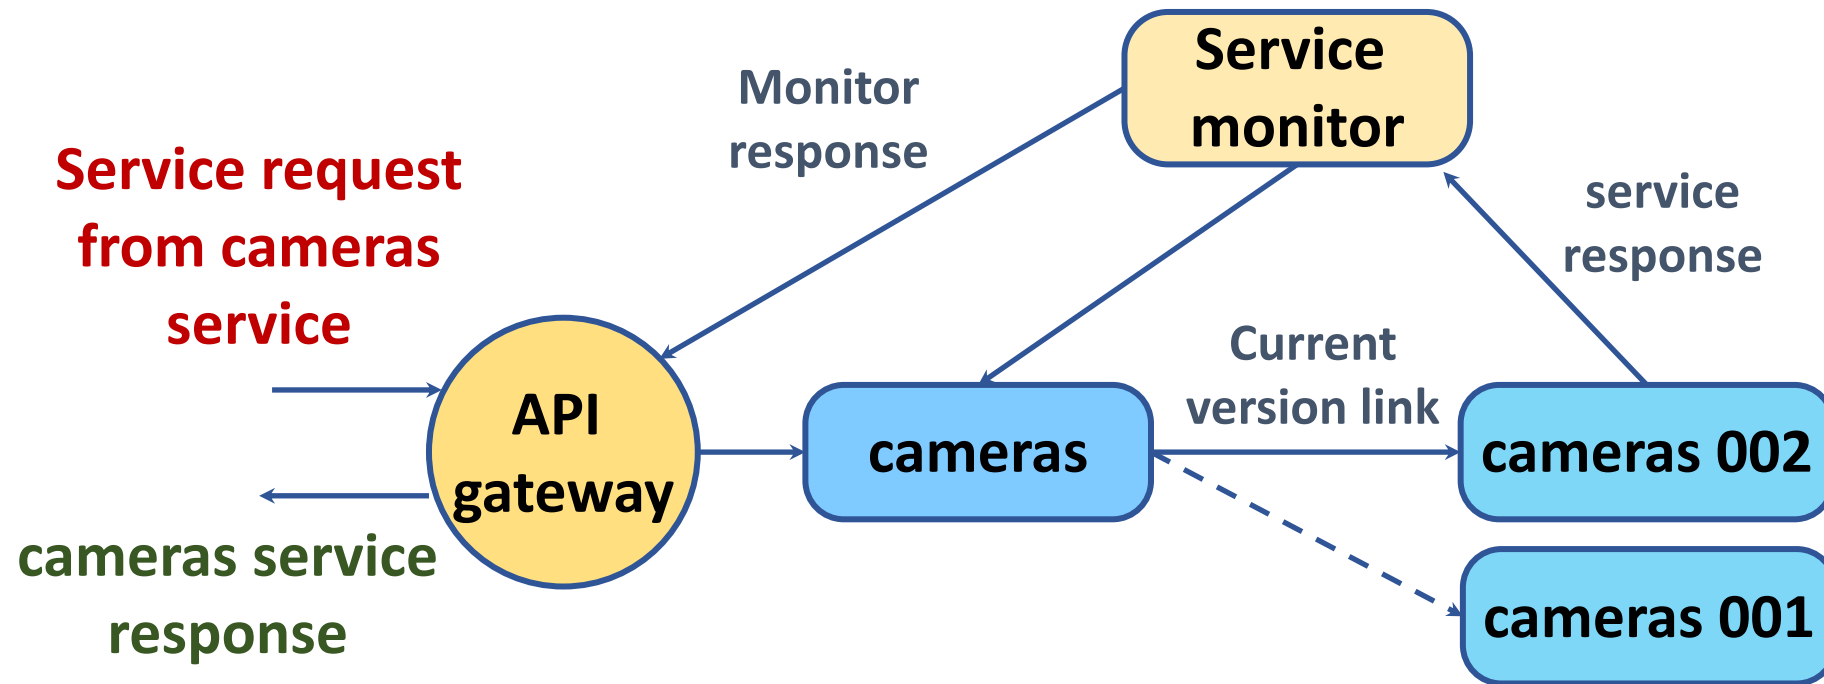 Service
monitor
Monitor
response
Service request
from cameras
service
service
response
Current
version link
API
gateway
cameras
cameras 002
cameras service
response
cameras 001